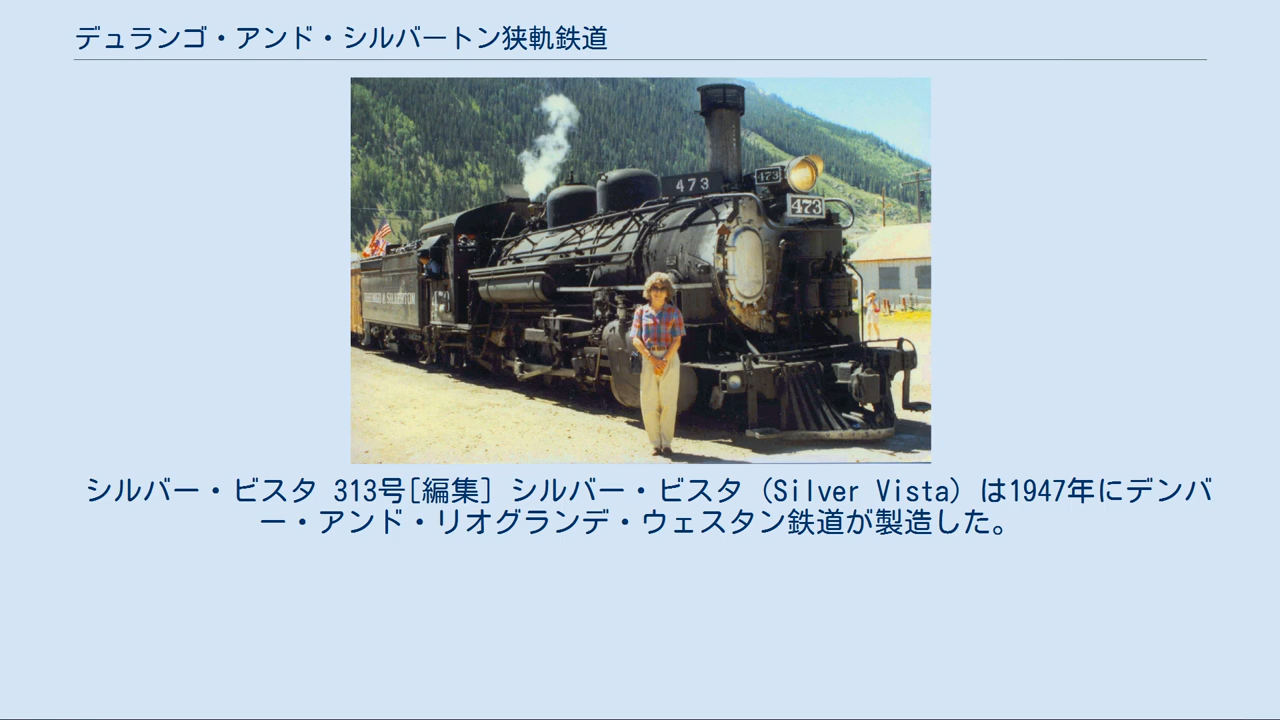 デュランゴ・アンド・シルバートン狭軌鉄道
473
473
473
シルバー・ビスタ 313号[編集] シルバー・ビスタ (Silver Vista) は1947年にデンバ
ー・アンド・リオグランデ・ウェスタン鉄道が製造した。